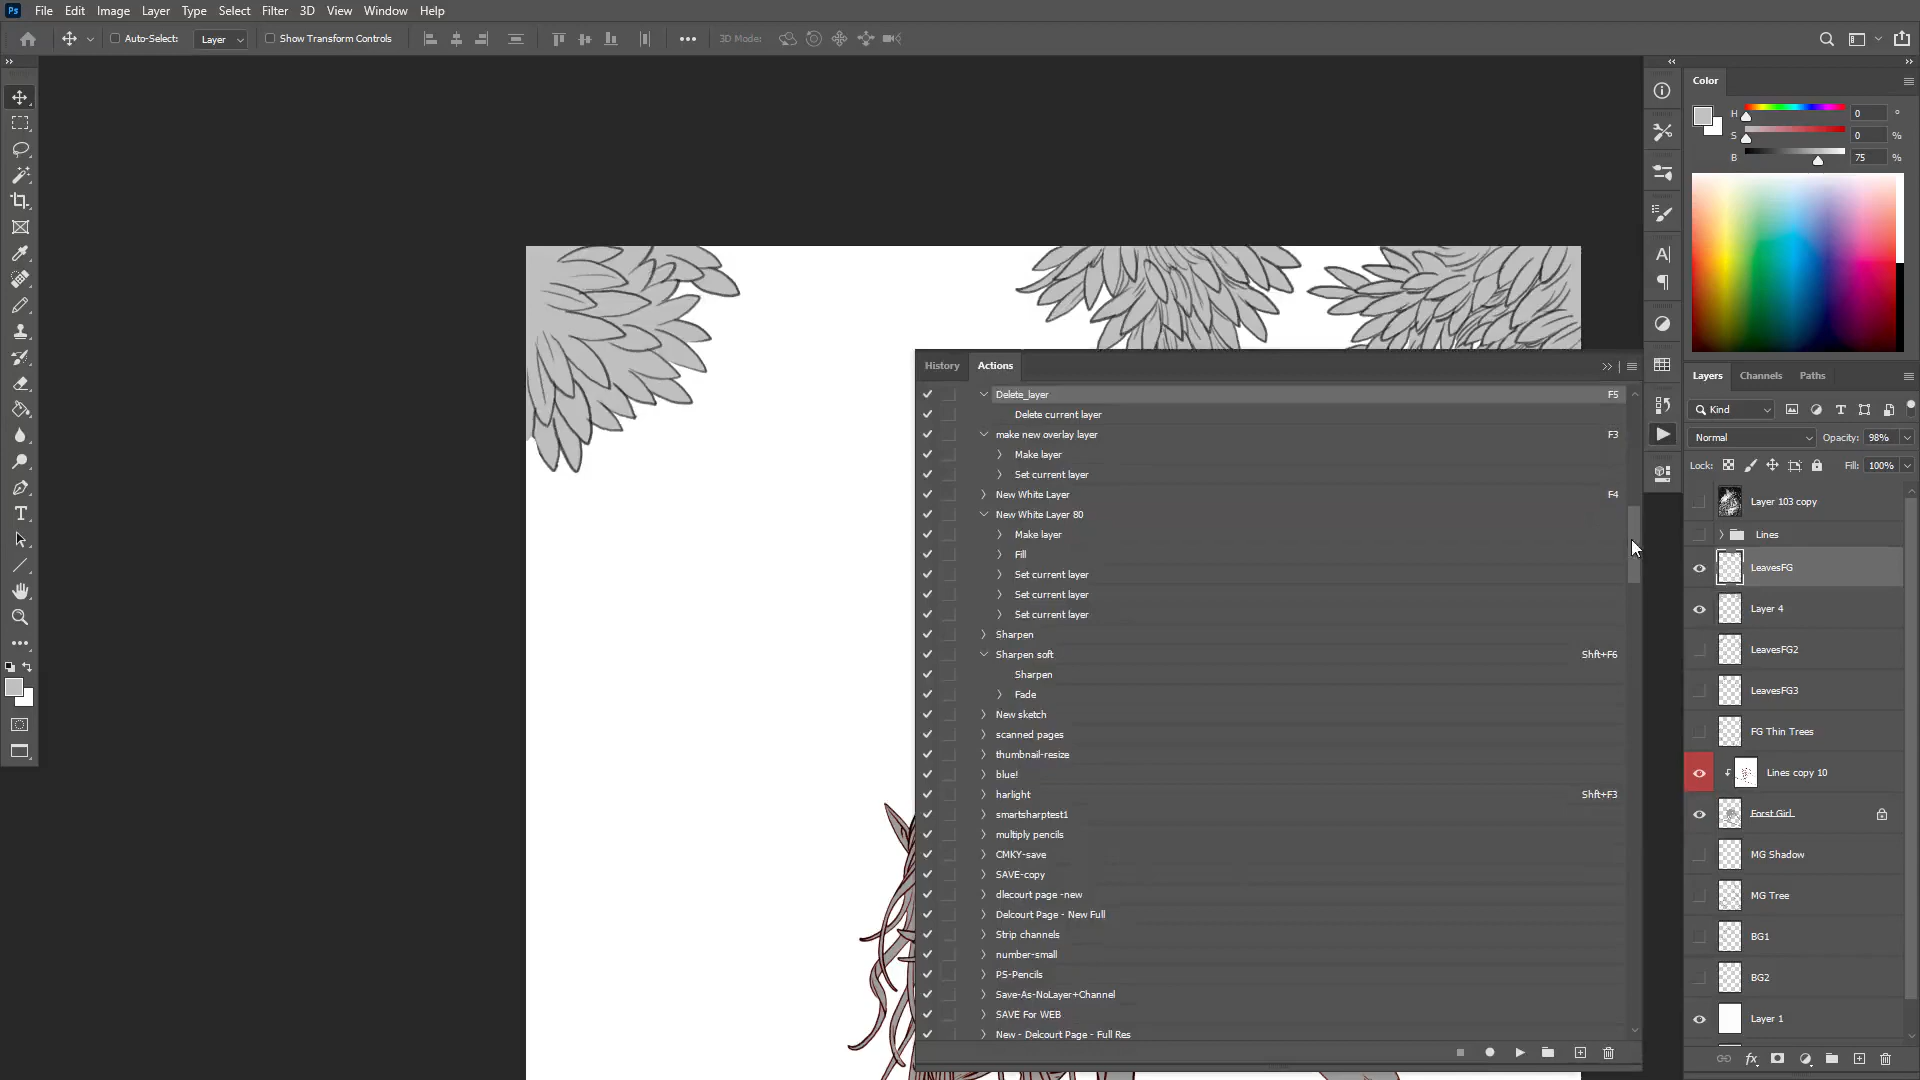 Ps File Edit Image Layer Type Select Filter 3D View Window Help
Auto-Select: Layer Show Transform Controls 3D Mode:
Color
H 0 °
S 0 %
B 75 %
History Actions
Delete_layer F5
Delete current layer
make new overlay layer F3
Make layer
Set current layer
New White Layer F4
New White Layer 80
Make layer
Fill
Set current layer
Set current layer
Set current layer
Sharpen
Sharpen soft Shft+F6
Sharpen
Fade
New sketch
scanned pages
thumbnail-resize
blue!
harlight Shft+F3
smartsharptest1
multiply pencils
CMKY-save
SAVE-copy
dlecourt page -new
Delcourt Page - New Full
Strip channels
number-small
PS-Pencils
Save-As-NoLayer+Channel
SAVE For WEB
New - Delcourt Page - Full Res
Layers Channels Paths
Kind
Normal Opacity: 98%
Lock: Fill: 100%
Layer 103 copy
Lines
LeavesFG
Layer 4
LeavesFG2
LeavesFG3
FG Thin Trees
Lines copy 10
Forst Girl
MG Shadow
MG Tree
BG1
BG2
Layer 1